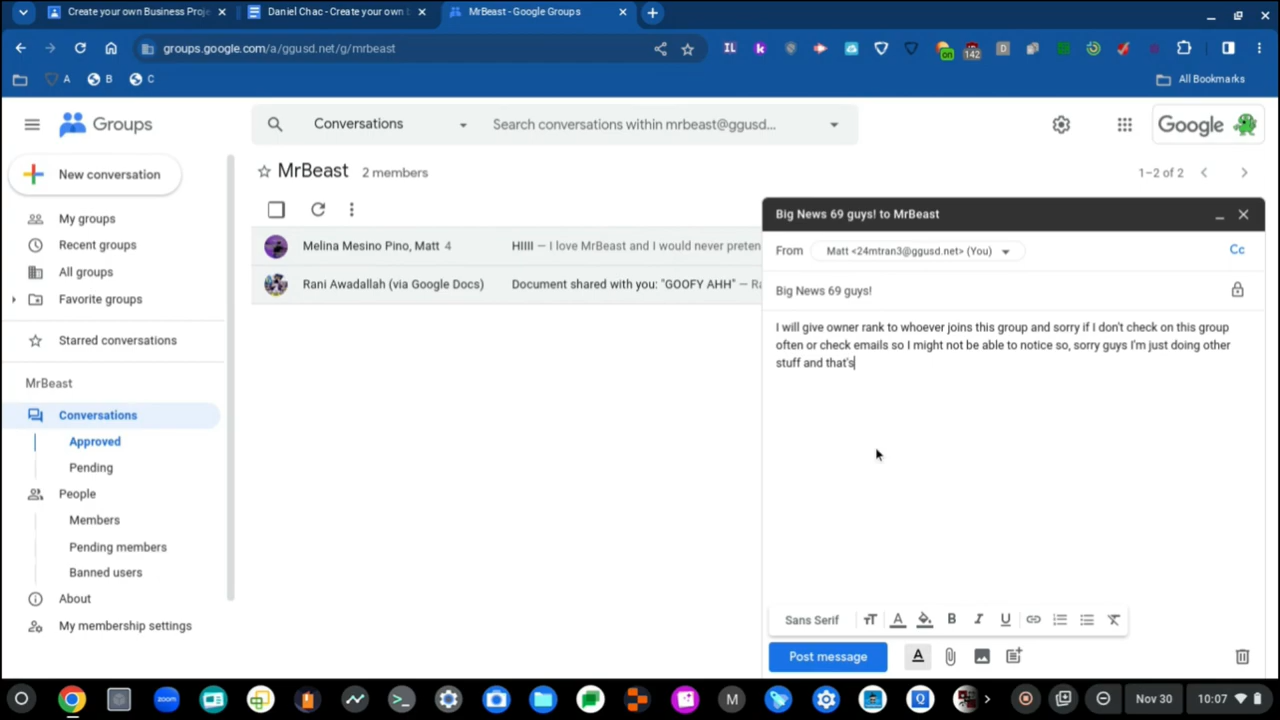 Create your own Business Proje
Daniel Chac - Create your own b
MrBeast - Google Groups
groups.google.com/a/ggusd.net/g/mrbeast
IL
k
on
142
D
A
B
C
All Bookmarks
Groups
Conversations
Search conversations within mrbeast@ggusd...
Google
New conversation
MrBeast
2 members
1–2 of 2
My groups
Recent groups
All groups
Favorite groups
Starred conversations
MrBeast
Conversations
Approved
Pending
People
Members
Pending members
Banned users
About
My membership settings
Melina Mesino Pino, Matt 4
HIIII — I love MrBeast and I would never preten
Rani Awadallah (via Google Docs)
Document shared with you: "GOOFY AHH" — Ra
Big News 69 guys! to MrBeast
From
Matt <24mtran3@ggusd.net> (You)
Cc
Big News 69 guys!
I will give owner rank to whoever joins this group and sorry if I don't check on this group
often or check emails so I might not be able to notice so, sorry guys I'm just doing other
stuff and that's
Sans Serif
A
B
I
U
Post message
A
zoom
M
Q
Nov 30
10:07